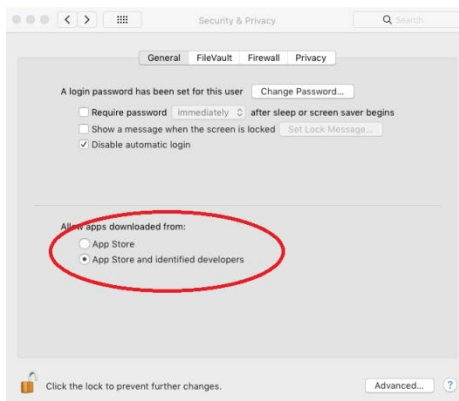 Security & Privacy
Search
General FileVault Firewall Privacy
A login password has been set for this user Change Password...
Require password immediately after sleep or screen saver begins
Show a message when the screen is locked Set Lock Message...
Disable automatic login
Allow apps downloaded from:
App Store
App Store and identified developers
Click the lock to prevent further changes.
Advanced... ?